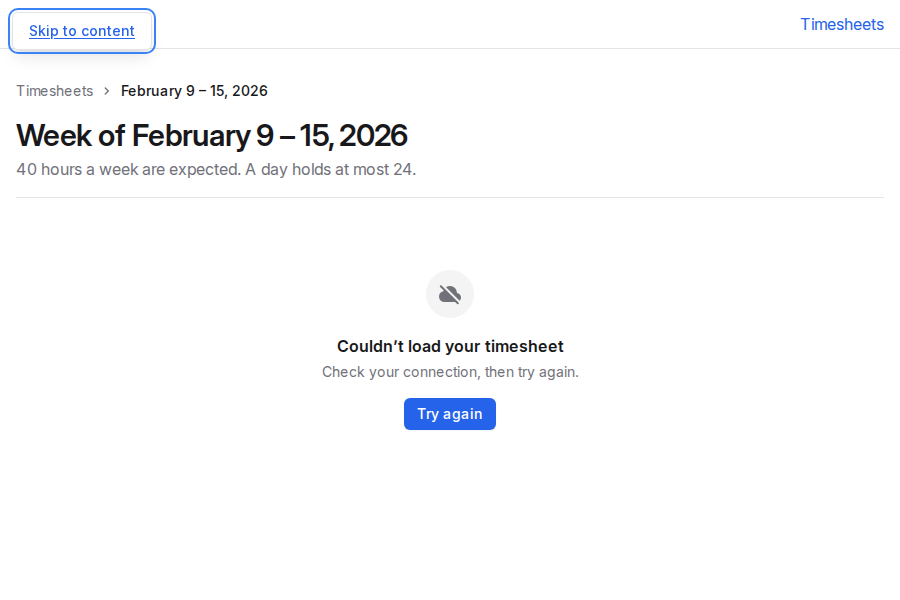 Skip to content
Timesheets
Timesheets > February 9 – 15, 2026
Week of February 9 – 15, 2026
40 hours a week are expected. A day holds at most 24.
Couldn’t load your timesheet
Check your connection, then try again.
Try again